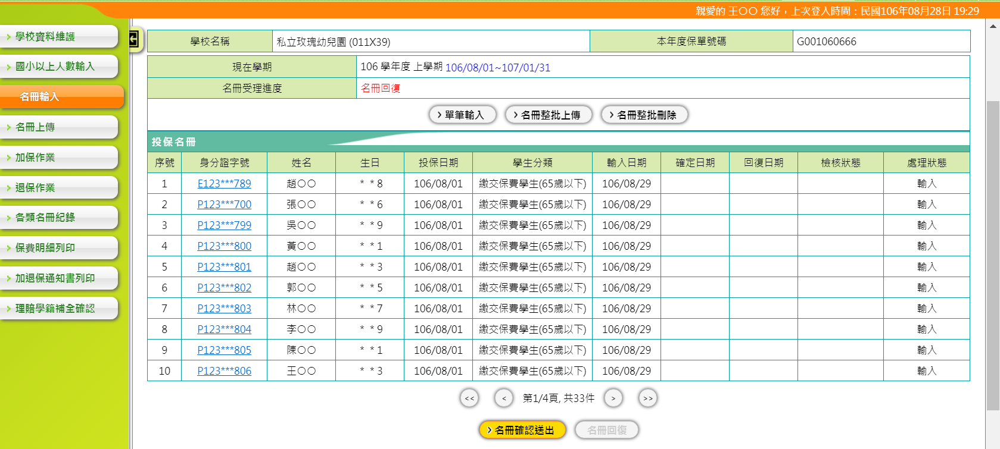 親愛的 王〇〇 您好，上次登入時間：民國106年08月28日 19:29
學校資料維護
國小以上人數輸入
名冊輸入
名冊上傳
加保作業
退保作業
各類名冊紀錄
保費明細列印
加退保通知書列印
理賠學籍補全確認
學校名稱 私立玫瑰幼兒園 (011X39) 本年度保單號碼 G001060666
現在學期 106 學年度 上學期 106/08/01~107/01/31
名冊受理進度 名冊回復
單筆輸入 名冊整批上傳 名冊整批刪除
投保名冊
序號 身分證字號 姓名 生日 投保日期 學生分類 輸入日期 確定日期 回復日期 檢核狀態 處理狀態
1 E123***789 趙〇〇 * *8 106/08/01 繳交保費學生(65歲以下) 106/08/29 輸入
2 P123***700 張〇〇 * *6 106/08/01 繳交保費學生(65歲以下) 106/08/29 輸入
3 P123***799 吳〇〇 * *9 106/08/01 繳交保費學生(65歲以下) 106/08/29 輸入
4 P123***800 黃〇〇 * *1 106/08/01 繳交保費學生(65歲以下) 106/08/29 輸入
5 P123***801 趙〇〇 * *3 106/08/01 繳交保費學生(65歲以下) 106/08/29 輸入
6 P123***802 郭〇〇 * *5 106/08/01 繳交保費學生(65歲以下) 106/08/29 輸入
7 P123***803 林〇〇 * *7 106/08/01 繳交保費學生(65歲以下) 106/08/29 輸入
8 P123***804 李〇〇 * *9 106/08/01 繳交保費學生(65歲以下) 106/08/29 輸入
9 P123***805 陳〇〇 * *1 106/08/01 繳交保費學生(65歲以下) 106/08/29 輸入
10 P123***806 王〇〇 * *3 106/08/01 繳交保費學生(65歲以下) 106/08/29 輸入
<< < 第1/4頁, 共33件 > >>
名冊確認送出 名冊回復